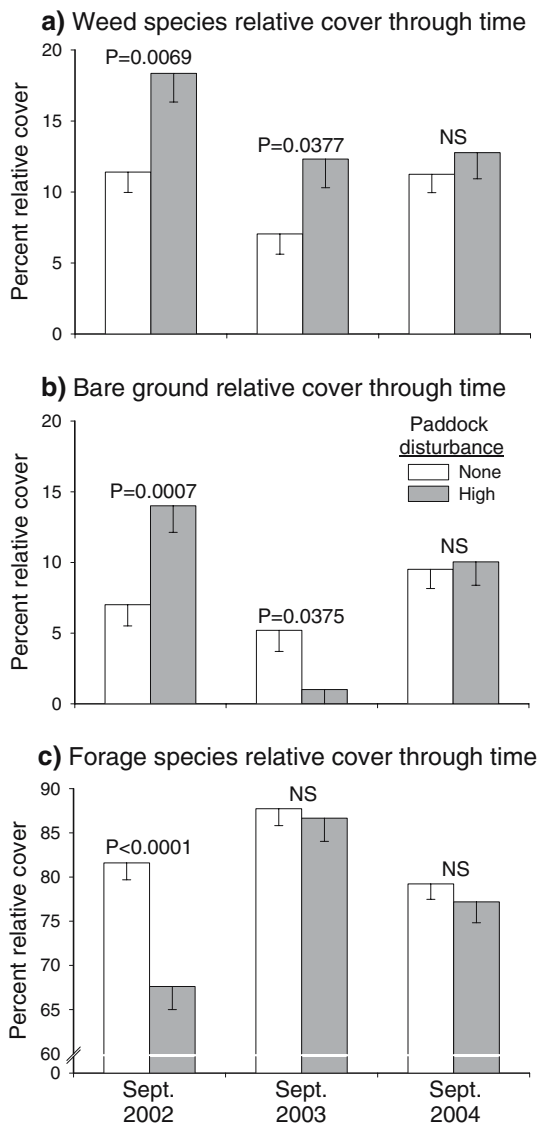 a) Weed species relative cover through time
Percent relative cover
20
15
10
5
0
P=0.0069
P=0.0377
NS
b) Bare ground relative cover through time
Percent relative cover
20
15
10
5
0
P=0.0007
P=0.0375
NS
Paddock
disturbance
None
High
c) Forage species relative cover through time
Percent relative cover
90
85
80
75
70
65
60
0
P<0.0001
NS
NS
Sept.
2002
Sept.
2003
Sept.
2004